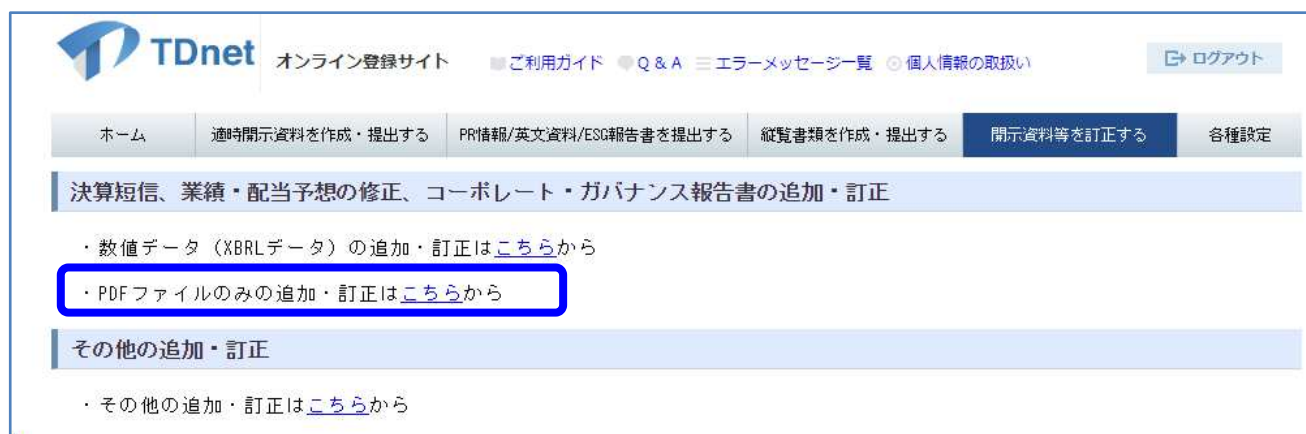 TDnet オンライン登録サイト ご利用ガイド Q & A エラーメッセージ一覧 個人情報の取扱い ログアウト
ホーム 適時開示資料を作成・提出する PR情報/英文資料/ESG報告書を提出する 縦覧書類を作成・提出する 開示資料等を訂正する 各種設定
決算短信、業績・配当予想の修正、コーポレート・ガバナンス報告書の追加・訂正
・数値データ（XBRLデータ）の追加・訂正はこちらから
・PDFファイルのみの追加・訂正はこちらから
その他の追加・訂正
・その他の追加・訂正はこちらから